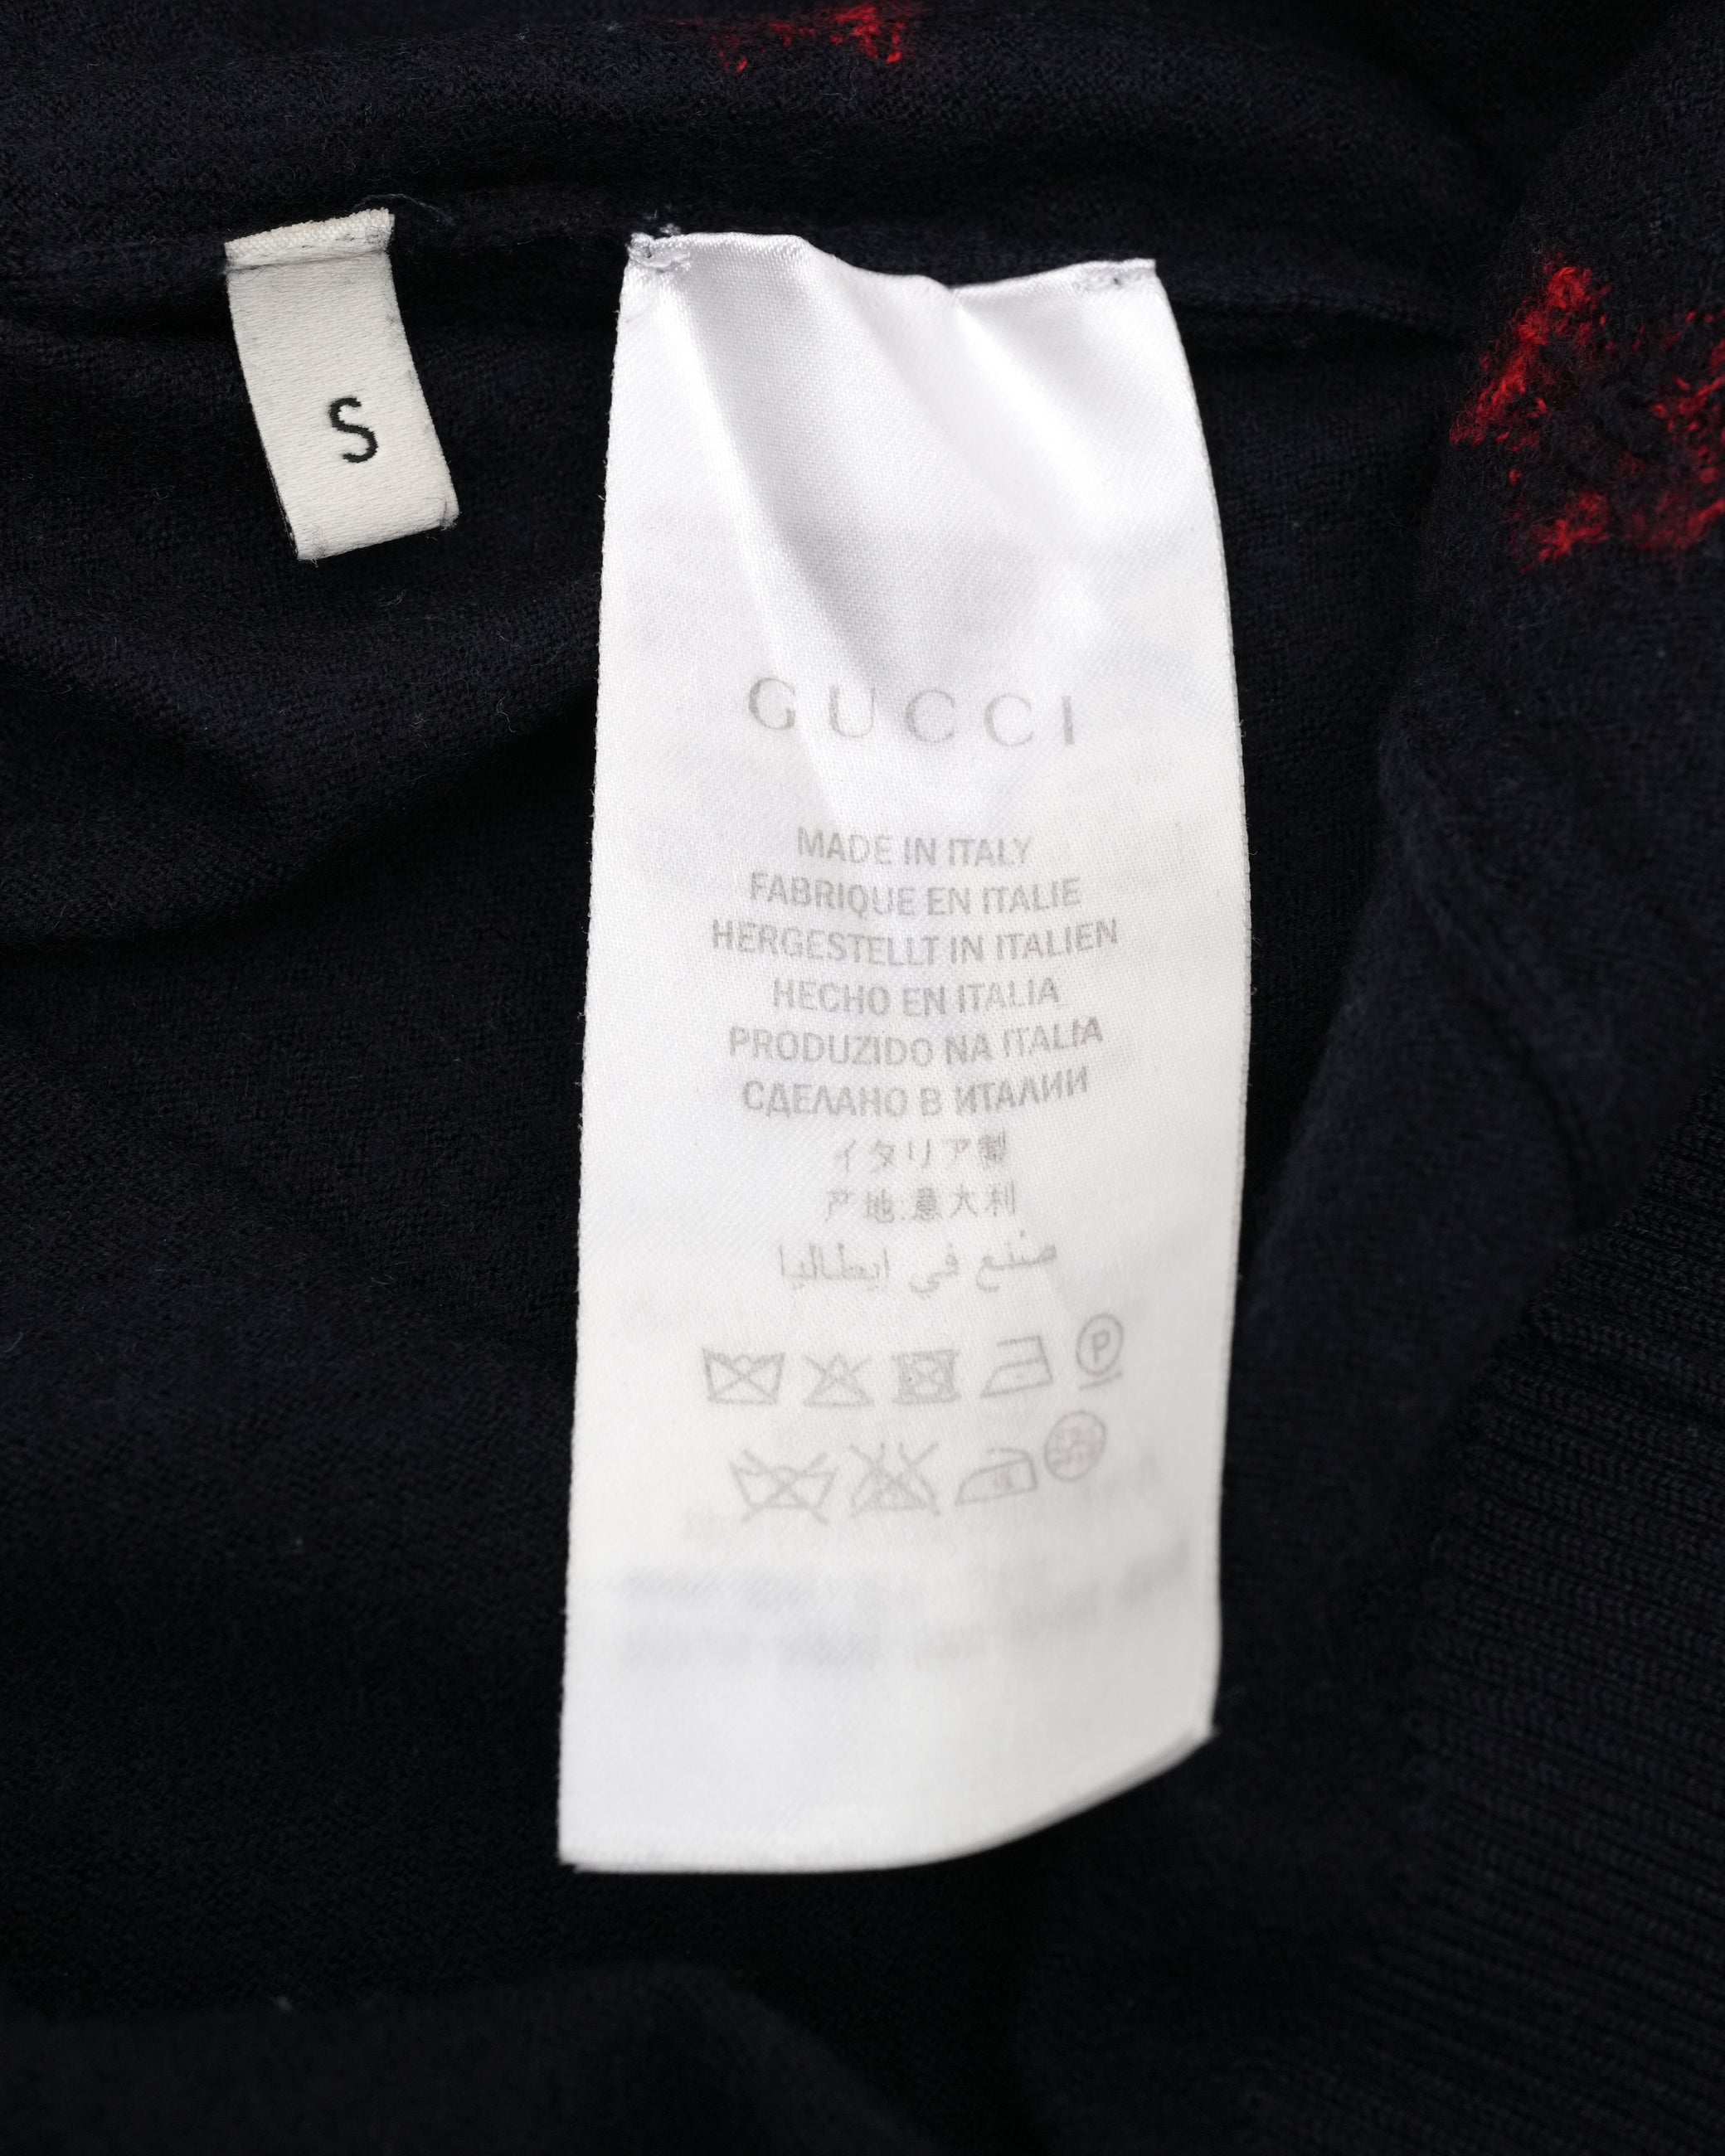 S
GUCCI
MADE IN ITALY
FABRIQUE EN ITALIE
HERGESTELLT IN ITALIEN
HECHO EN ITALIA
PRODUZIDO NA ITALIA
СДЕЛАНО В ИТАЛИИ
イタリア製
产地:意大利
صنع في ايطاليا
P